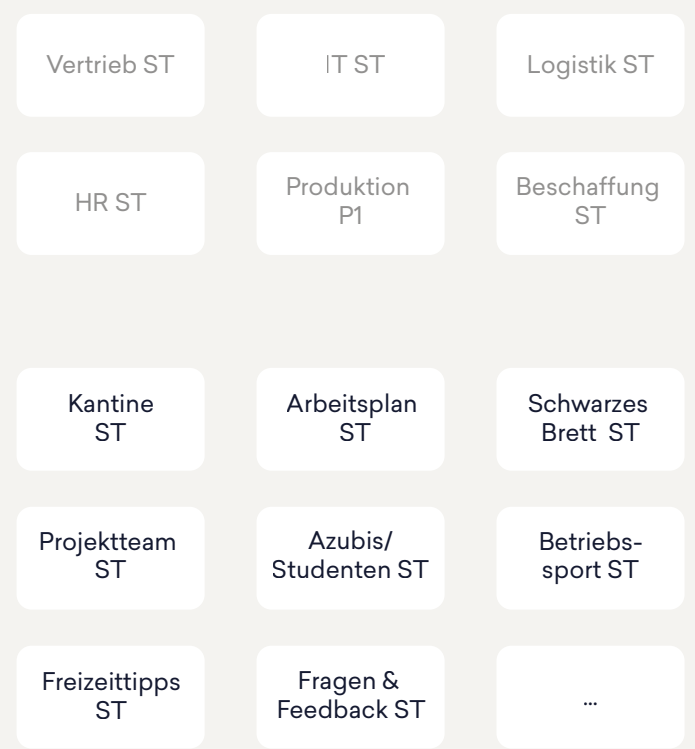 Vertrieb ST
IT ST
Logistik ST
HR ST
Produktion
P1
Beschaffung
ST
Kantine
ST
Arbeitsplan
ST
Schwarzes
Brett ST
Projektteam
ST
Azubis/
Studenten ST
Betriebs-
sport ST
Freizeittipps
ST
Fragen &
Feedback ST
...